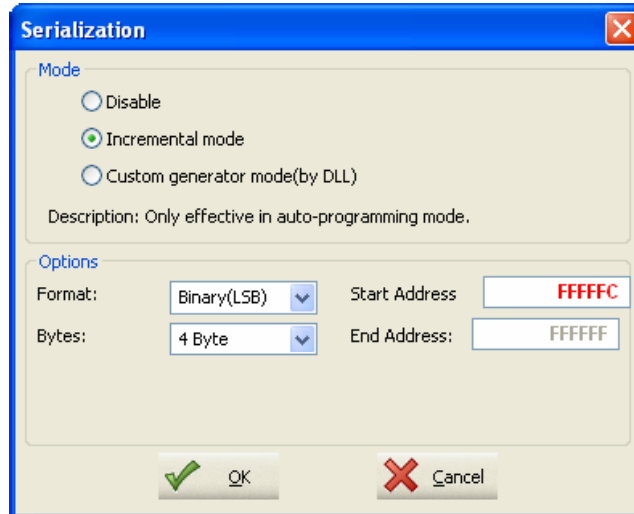 Serialization
Mode
Disable
Incremental mode
Custom generator mode(by DLL)
Description: Only effective in auto-programming mode.
Options
Format: Binary(LSB) Start Address FFFFFC
Bytes: 4 Byte End Address: FFFFFF
OK Cancel